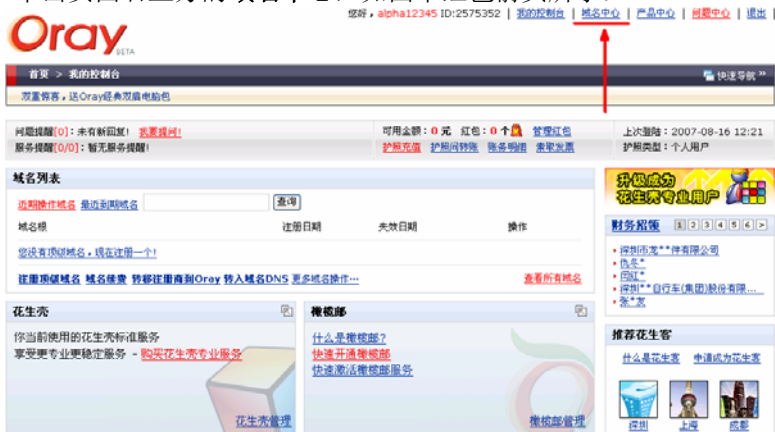 您好，alpha12345 ID:2575352 | 我的控制台 | 域名中心 | 产品中心 | 问题中心 | 退出
Oray
BETA
首页 > 我的控制台
快速导航
双重惊喜，送Oray经典双肩电脑包
问题提醒[0]：未有新回复! 我要提问!
服务提醒[0/0]：暂无服务提醒!
可用金额：0 元 红包：0 个 管理红包
护照充值 护照间转账 账务明细 索取发票
上次登陆：2007-08-16 12:21
护照类型：个人用户
域名列表
近期操作域名 最近到期域名 查询
域名根 注册日期 失效日期 操作
您没有顶级域名，现在注册一个!
注册顶级域名 域名续费 转移注册商到Oray 转入域名DNS 更多域名操作…
查看所有域名
升级成为
花生壳专业用户
财务招领 1 2 3 4 5 6 >
深圳市龙**件有限公司
仇冬*
闫红*
深圳**自行车(集团)股份有限...
张*友
花生壳
你当前使用的花生壳标准服务
享受更专业更稳定服务 - 购买花生壳专业服务
花生壳管理
橄榄邮
什么是橄榄邮?
快速开通橄榄邮
快速激活橄榄邮服务
橄榄邮管理
推荐花生客
什么是花生客 申请成为花生客
深圳 上海 成都